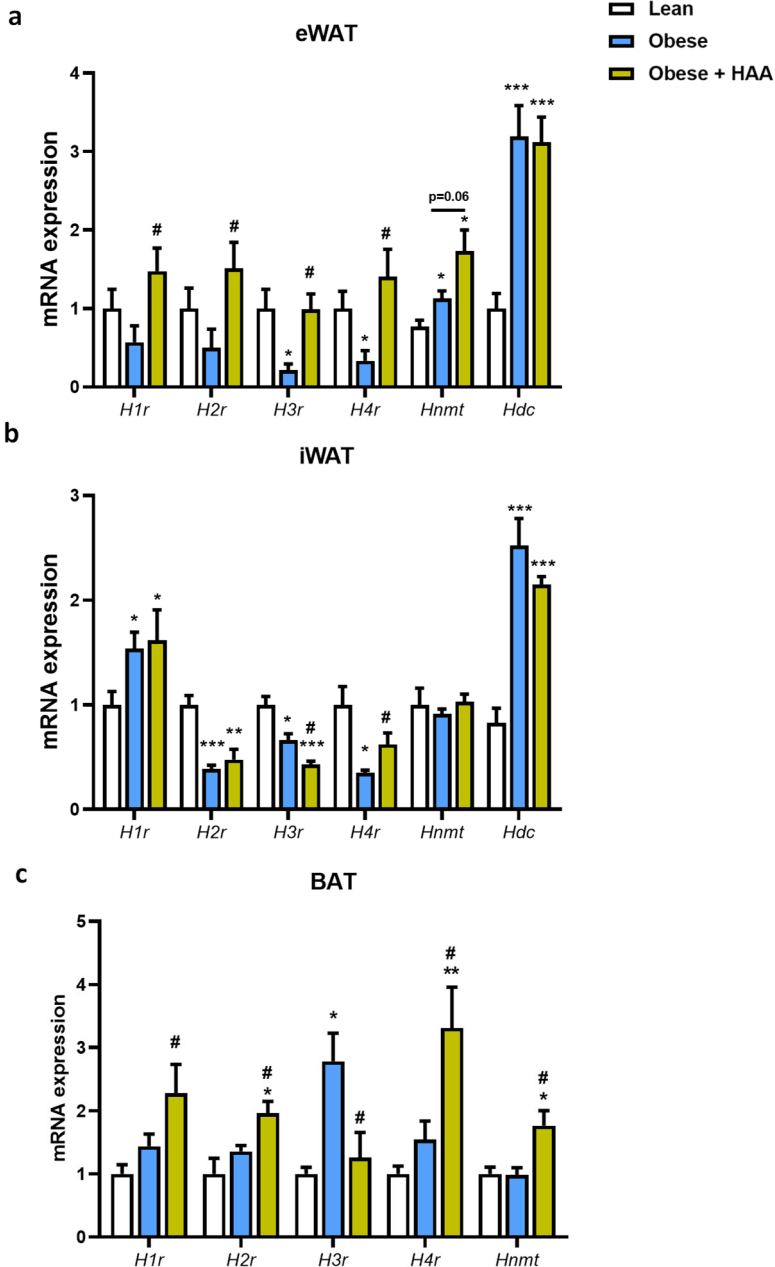 a
eWAT
Lean
Obese
Obese + HAA
mRNA expression
4
3
2
1
0
# # # # p=0.06 *** ***
* * * *
H1r H2r H3r H4r Hnmt Hdc
b
iWAT
mRNA expression
3
2
1
0
* * *** ** * # *** * # *** ***
H1r H2r H3r H4r Hnmt Hdc
c
BAT
mRNA expression
5
4
3
2
1
0
# # * * # # ** # *
H1r H2r H3r H4r Hnmt